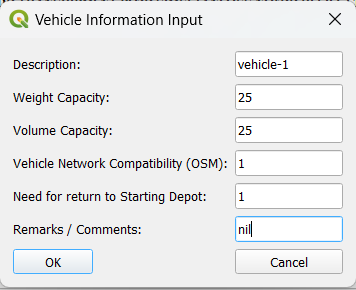 Vehicle Information Input
Description: vehicle-1
Weight Capacity: 25
Volume Capacity: 25
Vehicle Network Compatibility (OSM): 1
Need for return to Starting Depot: 1
Remarks / Comments: nil
OK Cancel